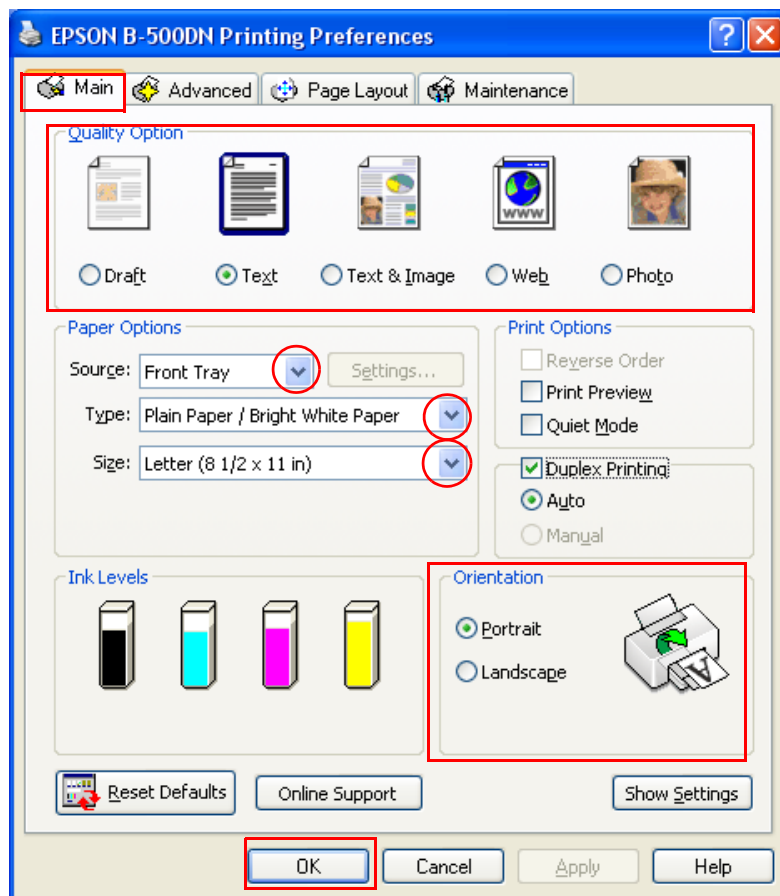 EPSON B-500DN Printing Preferences
Main Advanced Page Layout Maintenance
Quality Option
WWW
Draft Text Text & Image Web Photo
Paper Options
Source: Front Tray Settings...
Type: Plain Paper / Bright White Paper
Size: Letter (8 1/2 x 11 in)
Print Options
Reverse Order
Print Preview
Quiet Mode
Duplex Printing
Auto
Manual
Ink Levels
Orientation
Portrait
Landscape
A
Reset Defaults Online Support Show Settings
OK Cancel Apply Help